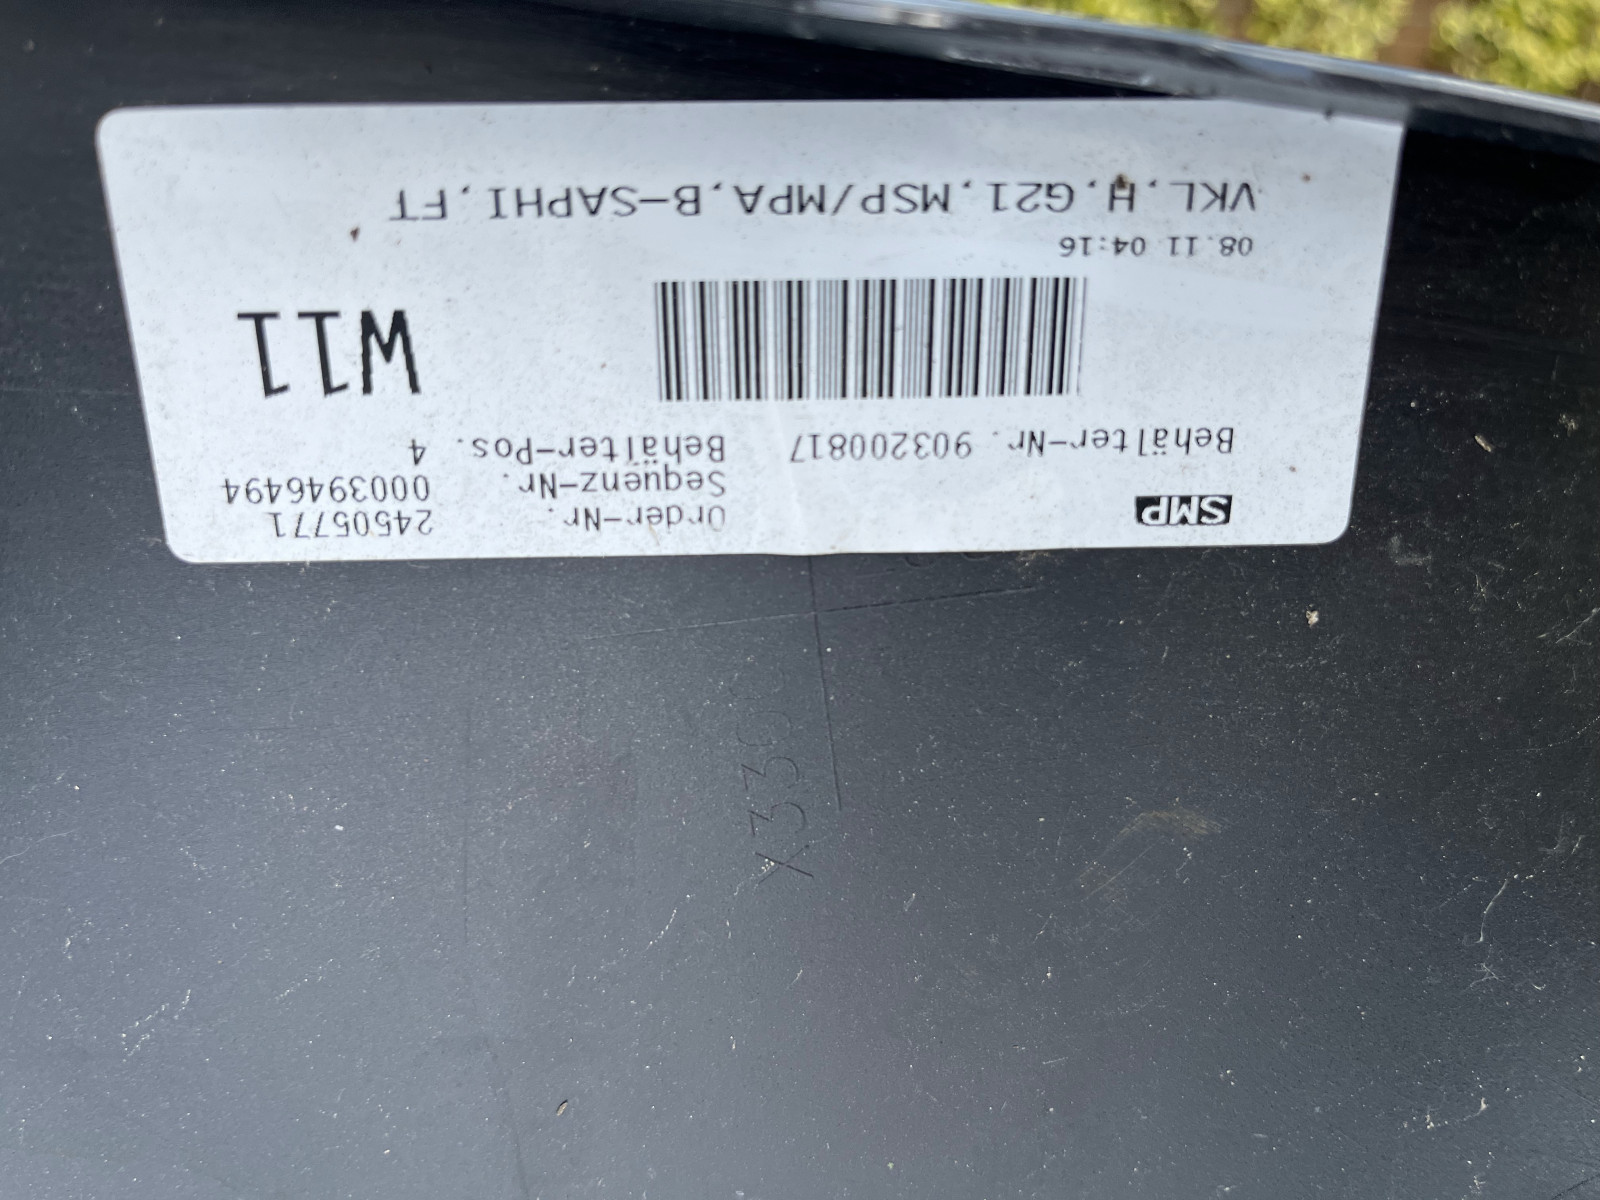 SMP
Order-Nr. 24505771
Sequenz-Nr. 0003946494
Behälter-Nr. 903200817 Behälter-Pos. 4
W11
08.11 04:16
VKL,H,G21,MSP/MPA,B-SAPHI,FT